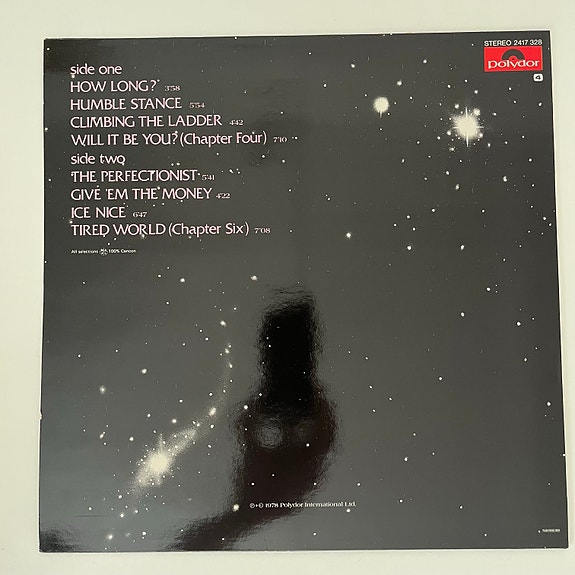 STEREO 2417 328
polydor
4
side one
HOW LONG? 3'58
HUMBLE STANCE 5'54
CLIMBING THE LADDER 4'42
WILL IT BE YOU? (Chapter Four) 7'10
side two
THE PERFECTIONIST 5'41
GIVE 'EM THE MONEY 4'22
ICE NICE 6'47
TIRED WORLD (Chapter Six) 7'08
All selections 100% Cancon
℗+© 1978 Polydor International Ltd.